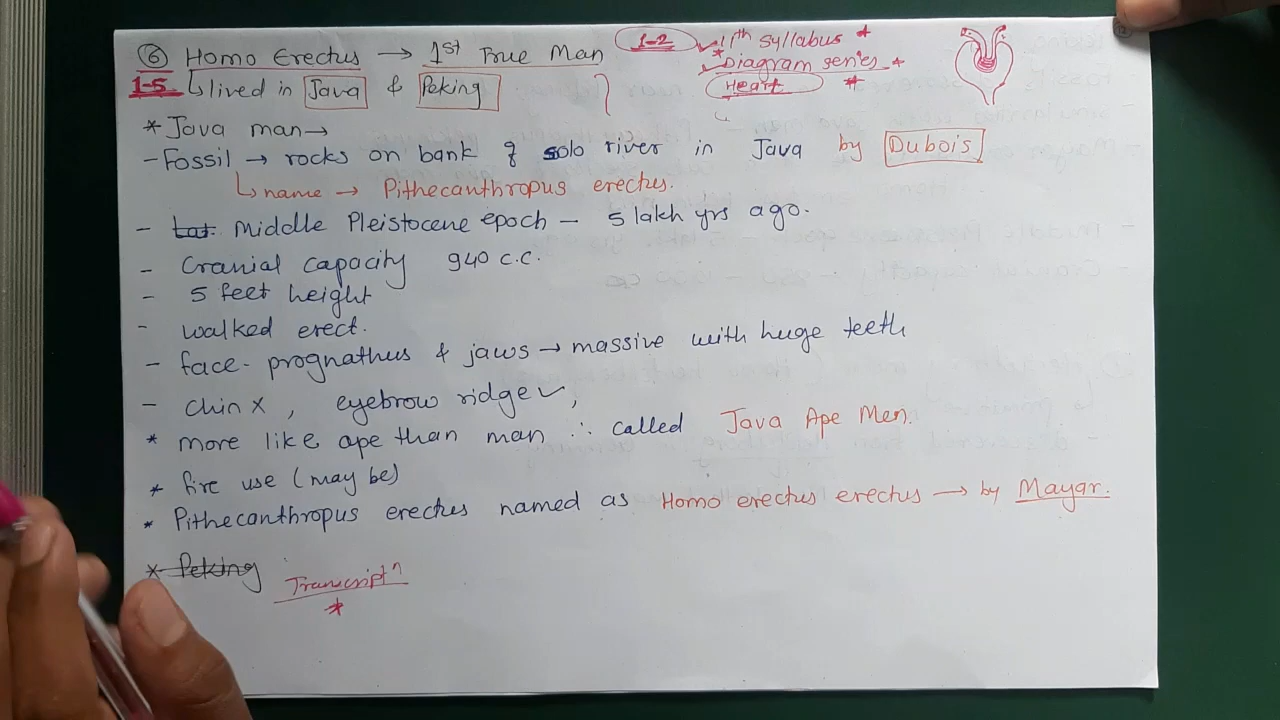 ⑥ Homo Erectus → 1st True Man
1-2 11th syllabus *
* Diagram series *
Heart *
1-5 ↳ lived in Java & Peking
* Java man →
- Fossil → rocks on bank of solo river in Java by Dubois
↳ name → Pithecanthropus erectus.
- Lat. Middle Pleistocene epoch - 5 lakh yrs ago.
- Cranial capacity 940 c.c.
- 5 feet height
- walked erect.
- face - prognathus & jaws → massive with huge teeth
- chin x, eyebrow ridge ✓,
* more like ape than man ∴ called Java Ape Men.
* fire use (may be)
* Pithecanthropus erectus named as Homo erectus erectus → by Mayar.
* Peking
Transcriptⁿ
*